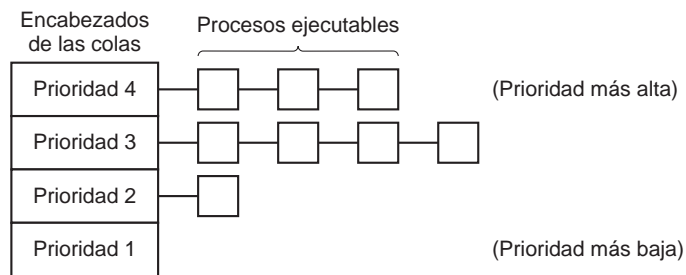 Encabezados
de las colas
Procesos ejecutables
Prioridad 4
(Prioridad más alta)
Prioridad 3
Prioridad 2
Prioridad 1
(Prioridad más baja)